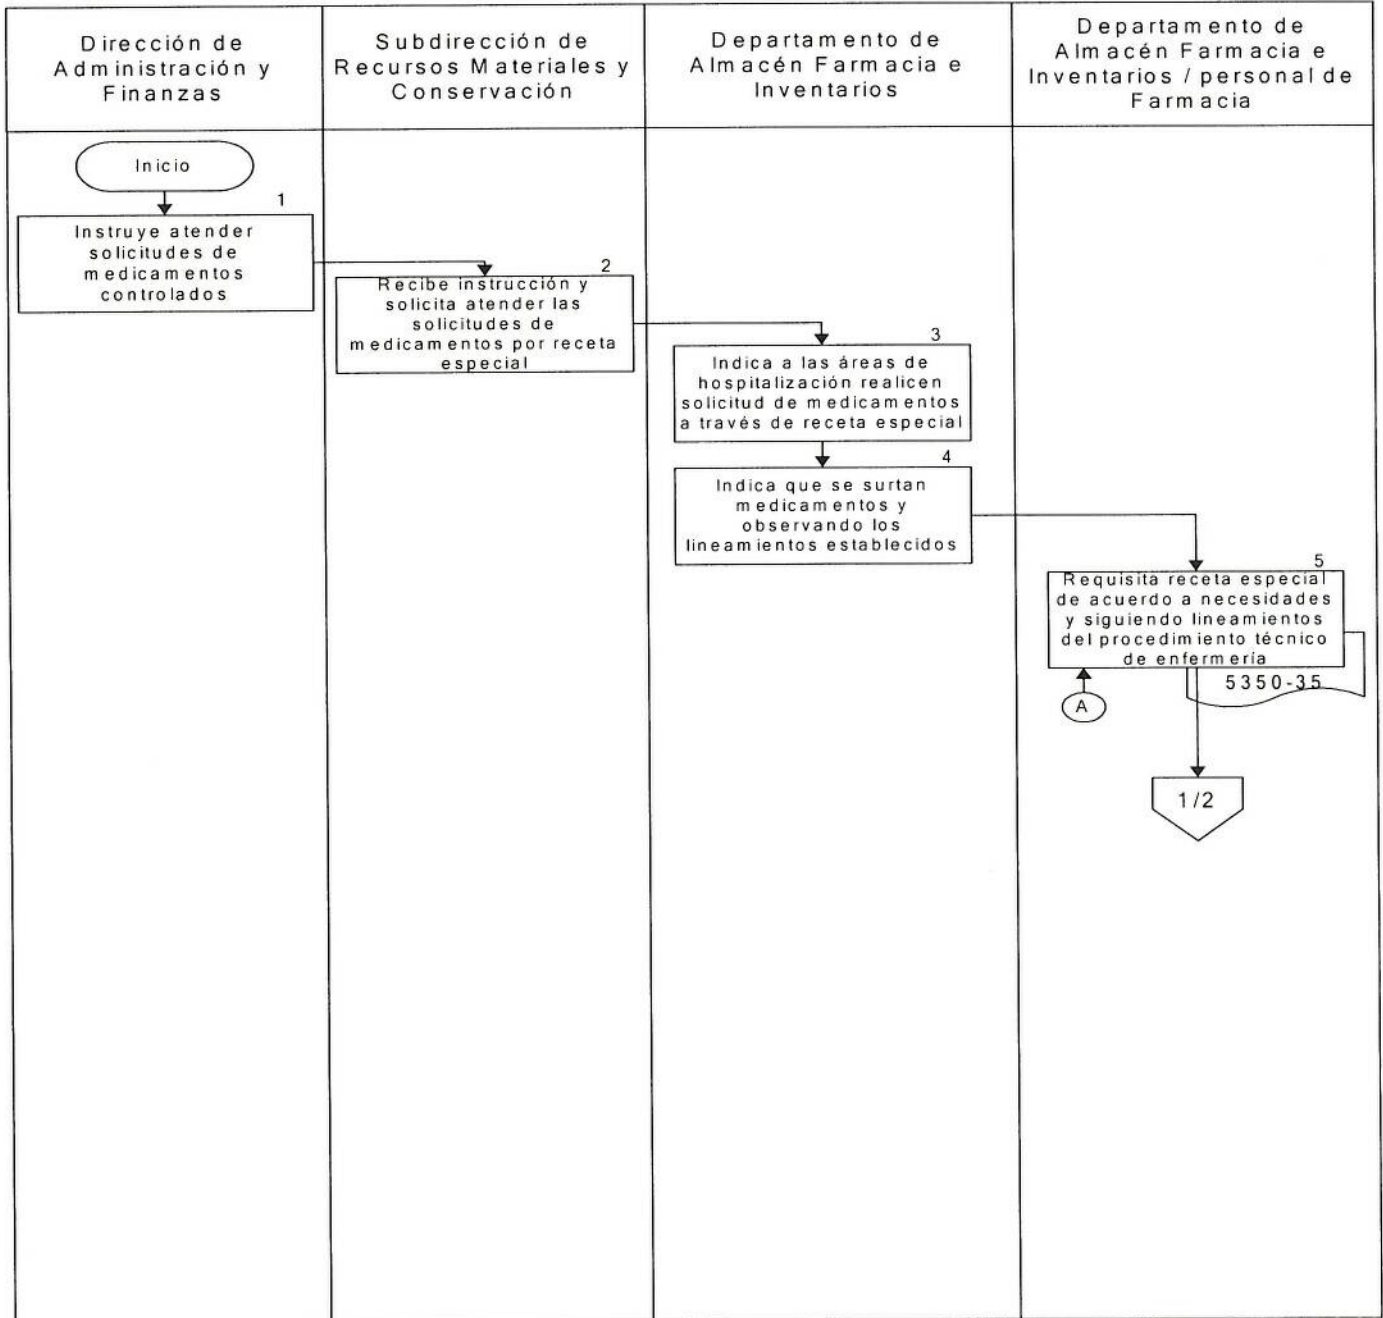 Dirección de
Administración y
Finanzas
Subdirección de
Recursos Materiales y
Conservación
Departamento de
Almacén Farmacia e
Inventarios
Departamento de
Almacén Farmacia e
Inventarios / personal de
Farmacia
Inicio
1
Instruye atender
solicitudes de
medicamentos
controlados
2
Recibe instrucción y
solicita atender las
solicitudes de
medicamentos por receta
especial
3
Indica a las áreas de
hospitalización realicen
solicitud de medicamentos
a través de receta especial
4
Indica que se surtan
medicamentos y
observando los
lineamientos establecidos
5
Requisita receta especial
de acuerdo a necesidades
y siguiendo lineamientos
del procedimiento técnico
de enfermería
5350-35
A
1/2